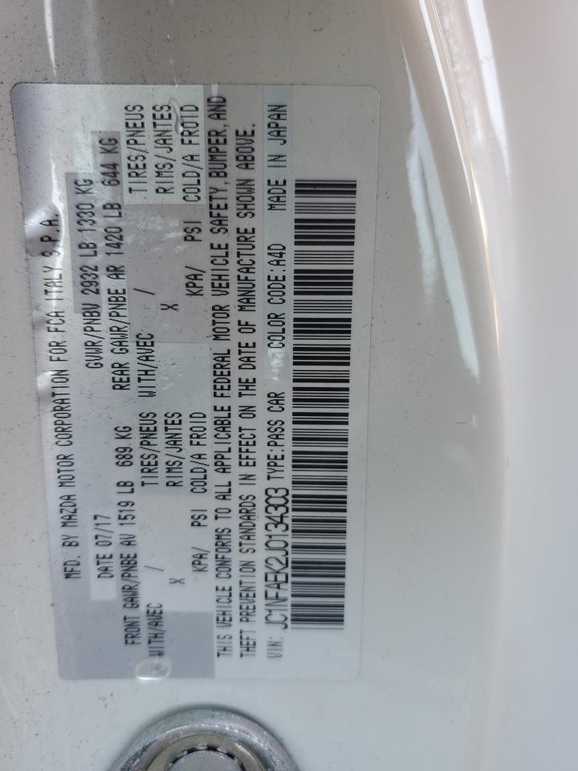 MFD. BY MAZDA MOTOR CORPORATION FOR FCA ITALY S.P.A.
DATE 07/17 GVWR/PNBV 2932 LB 1330 KG
FRONT GAWR/PNBE AV 1519 LB 689 KG REAR GAWR/PNBE AR 1420 LB 644 KG
WITH/AVEC / TIRES/PNEUS WITH/AVEC / TIRES/PNEUS
X RIMS/JANTES X RIMS/JANTES
KPA/ PSI COLD/A FROID KPA/ PSI COLD/A FROID
THIS VEHICLE CONFORMS TO ALL APPLICABLE FEDERAL MOTOR VEHICLE SAFETY, BUMPER, AND
THEFT PREVENTION STANDARDS IN EFFECT ON THE DATE OF MANUFACTURE SHOWN ABOVE.
VIN: JC1NFAEK2J0134303 TYPE: PASS CAR COLOR CODE: A4D MADE IN JAPAN